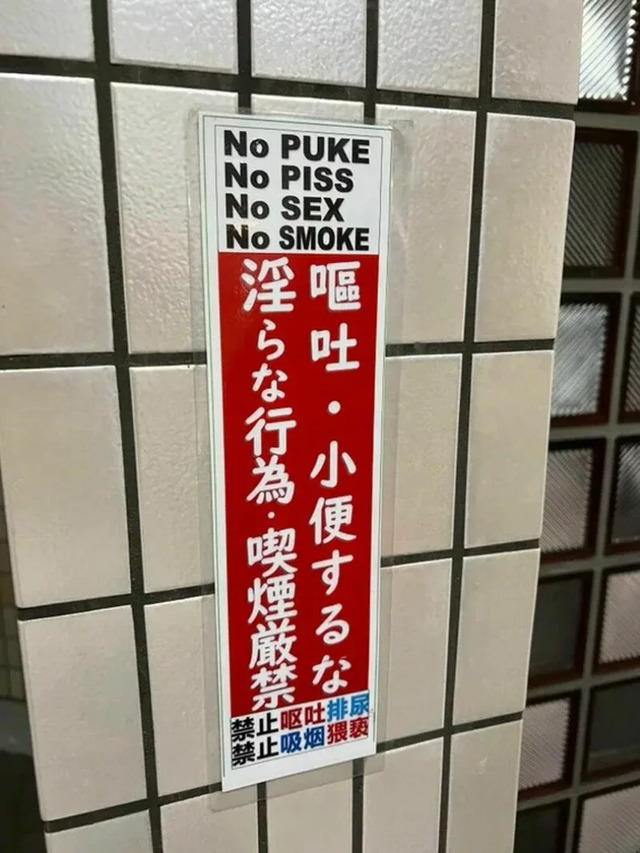 No PUKE
No PISS
No SEX
No SMOKE
嘔吐・小便するな
淫らな行為・喫煙厳禁
禁止呕吐排尿
禁止吸烟猥亵